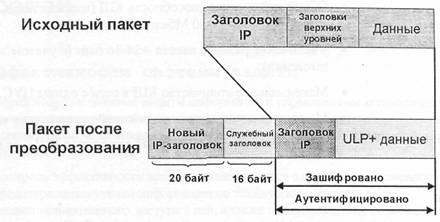 Исходный пакет
Заголовок IP
Заголовки верхних уровней
Данные
Пакет после преобразования
Новый IP-заголовок
Служебный заголовок
Заголовок IP
ULP+ данные
20 байт
16 байт
Зашифровано
Аутентифицировано